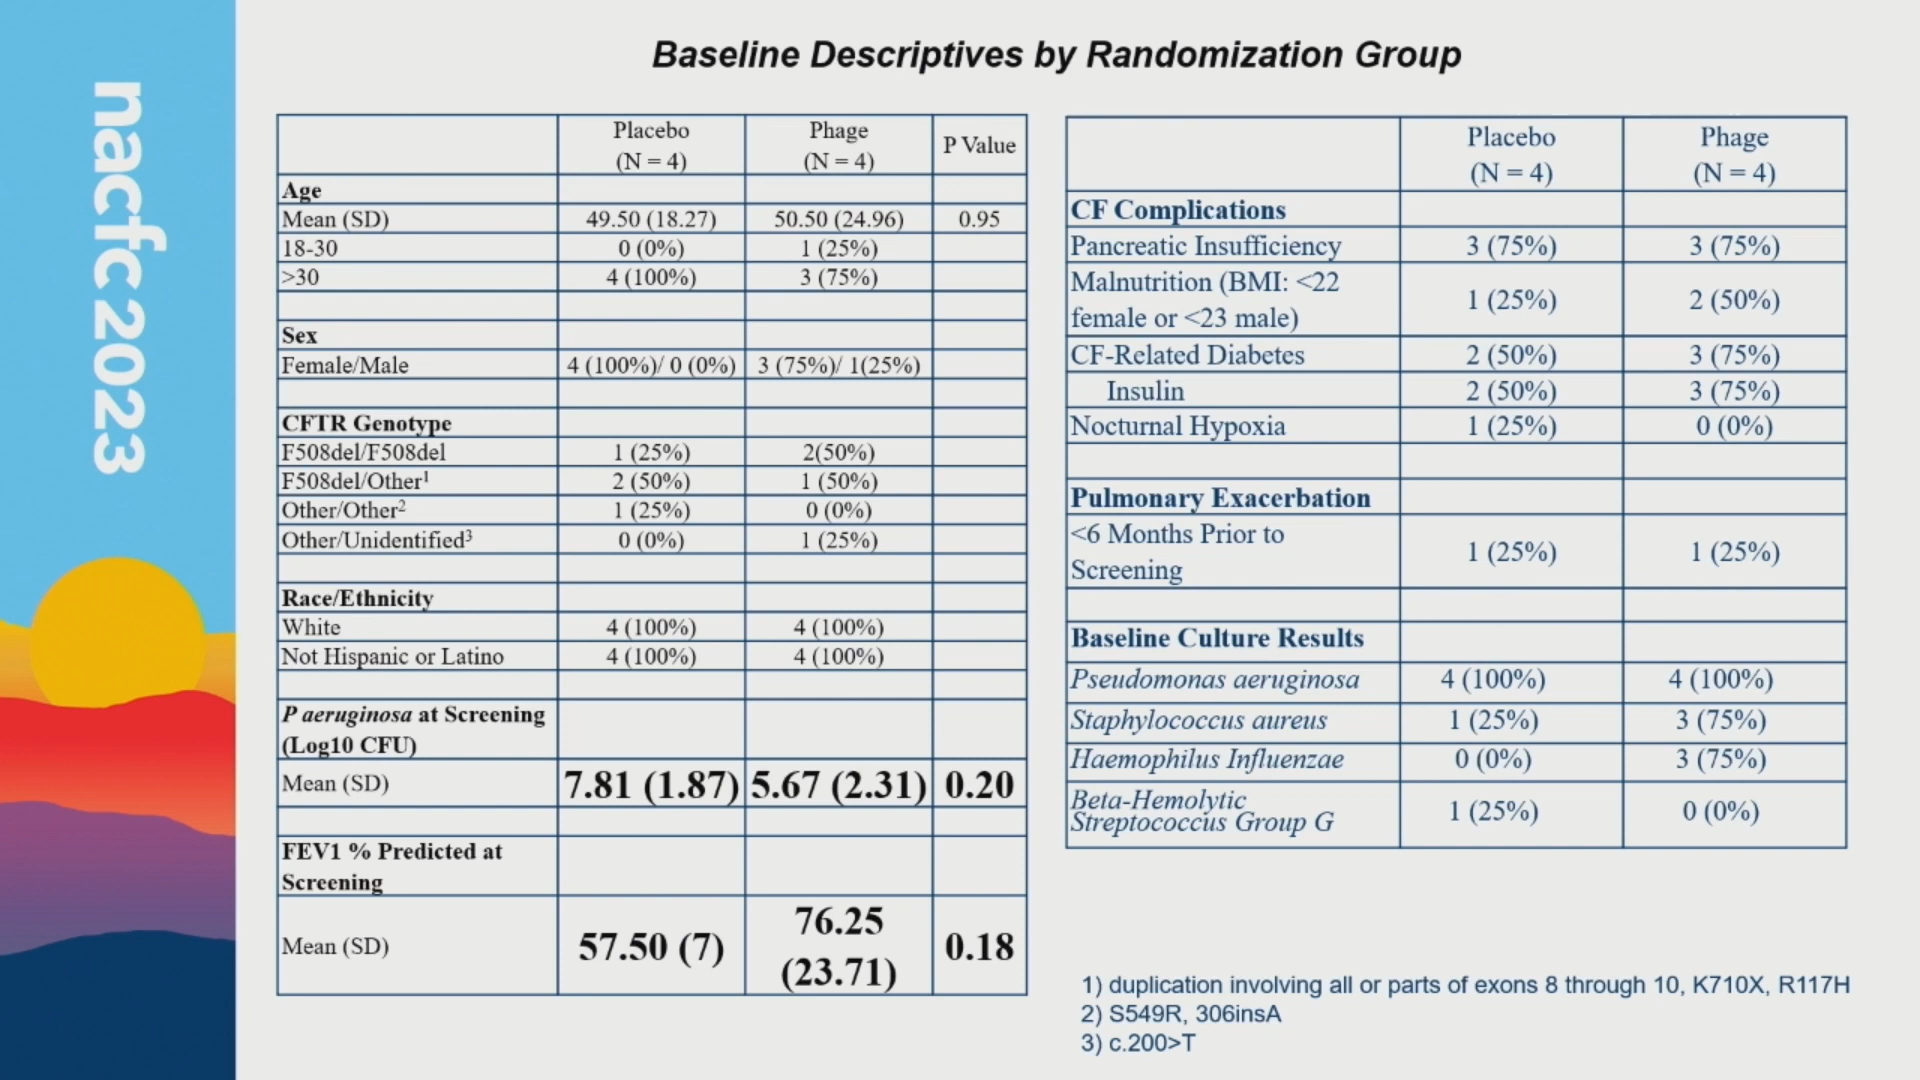 nacfc 2023
Baseline Descriptives by Randomization Group
Placebo (N = 4) Phage (N = 4) P Value
Age
Mean (SD) 49.50 (18.27) 50.50 (24.96) 0.95
18-30 0 (0%) 1 (25%)
>30 4 (100%) 3 (75%)
Sex
Female/Male 4 (100%)/ 0 (0%) 3 (75%)/ 1(25%)
CFTR Genotype
F508del/F508del 1 (25%) 2(50%)
F508del/Other¹ 2 (50%) 1 (50%)
Other/Other² 1 (25%) 0 (0%)
Other/Unidentified³ 0 (0%) 1 (25%)
Race/Ethnicity
White 4 (100%) 4 (100%)
Not Hispanic or Latino 4 (100%) 4 (100%)
P aeruginosa at Screening
(Log10 CFU)
Mean (SD) 7.81 (1.87) 5.67 (2.31) 0.20
FEV1 % Predicted at
Screening
Mean (SD) 57.50 (7) 76.25 (23.71) 0.18
Placebo (N = 4) Phage (N = 4)
CF Complications
Pancreatic Insufficiency 3 (75%) 3 (75%)
Malnutrition (BMI: <22
female or <23 male) 1 (25%) 2 (50%)
CF-Related Diabetes 2 (50%) 3 (75%)
Insulin 2 (50%) 3 (75%)
Nocturnal Hypoxia 1 (25%) 0 (0%)
Pulmonary Exacerbation
<6 Months Prior to
Screening 1 (25%) 1 (25%)
Baseline Culture Results
Pseudomonas aeruginosa 4 (100%) 4 (100%)
Staphylococcus aureus 1 (25%) 3 (75%)
Haemophilus Influenzae 0 (0%) 3 (75%)
Beta-Hemolytic
Streptococcus Group G 1 (25%) 0 (0%)
1) duplication involving all or parts of exons 8 through 10, K710X, R117H
2) S549R, 306insA
3) c.200>T